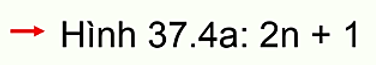 → Hình 37.4a: 2n + 1